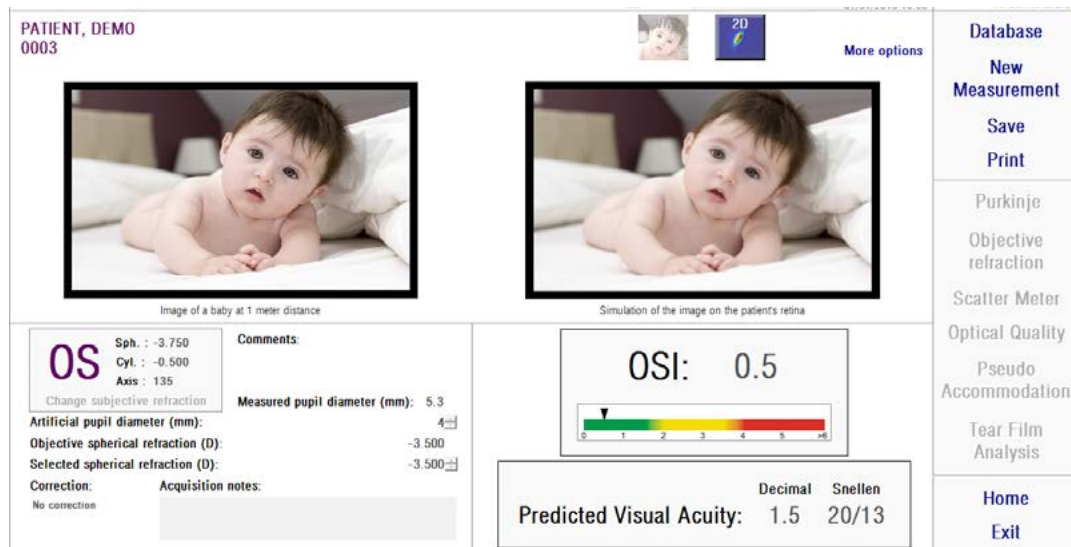 PATIENT, DEMO
0003
2D
More options
Image of a baby at 1 meter distance
Simulation of the image on the patient's retina
OS
Sph. : -3.750
Cyl. : -0.500
Axis : 135
Change subjective refraction
Comments:
Measured pupil diameter (mm): 5.3
Artificial pupil diameter (mm): 4
Objective spherical refraction (D): -3.500
Selected spherical refraction (D): -3.500
Correction: Acquisition notes:
No correction
OSI: 0.5
0 1 2 3 4 5 >6
Decimal Snellen
Predicted Visual Acuity: 1.5 20/13
Database
New
Measurement
Save
Print
Purkinje
Objective
refraction
Scatter Meter
Optical Quality
Pseudo
Accommodation
Tear Film
Analysis
Home
Exit